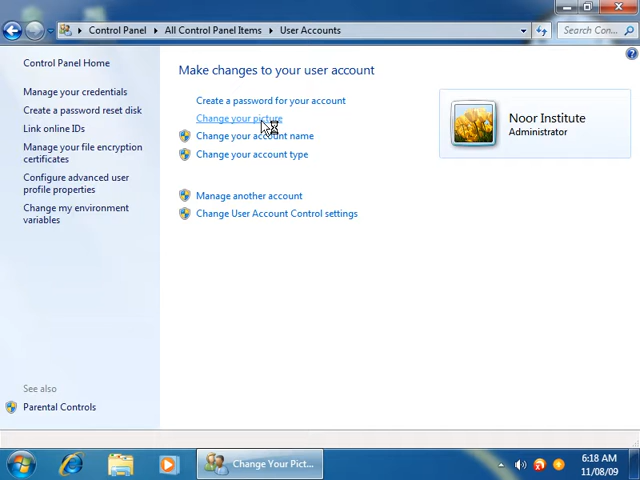 Control Panel
All Control Panel Items
User Accounts
Search Con...
Control Panel Home
Manage your credentials
Create a password reset disk
Link online IDs
Manage your file encryption
certificates
Configure advanced user
profile properties
Change my environment
variables
See also
Parental Controls
Make changes to your user account
Create a password for your account
Change your picture
Change your account name
Change your account type
Manage another account
Change User Account Control settings
Noor Institute
Administrator
Change Your Pict...
6:18 AM
11/08/09